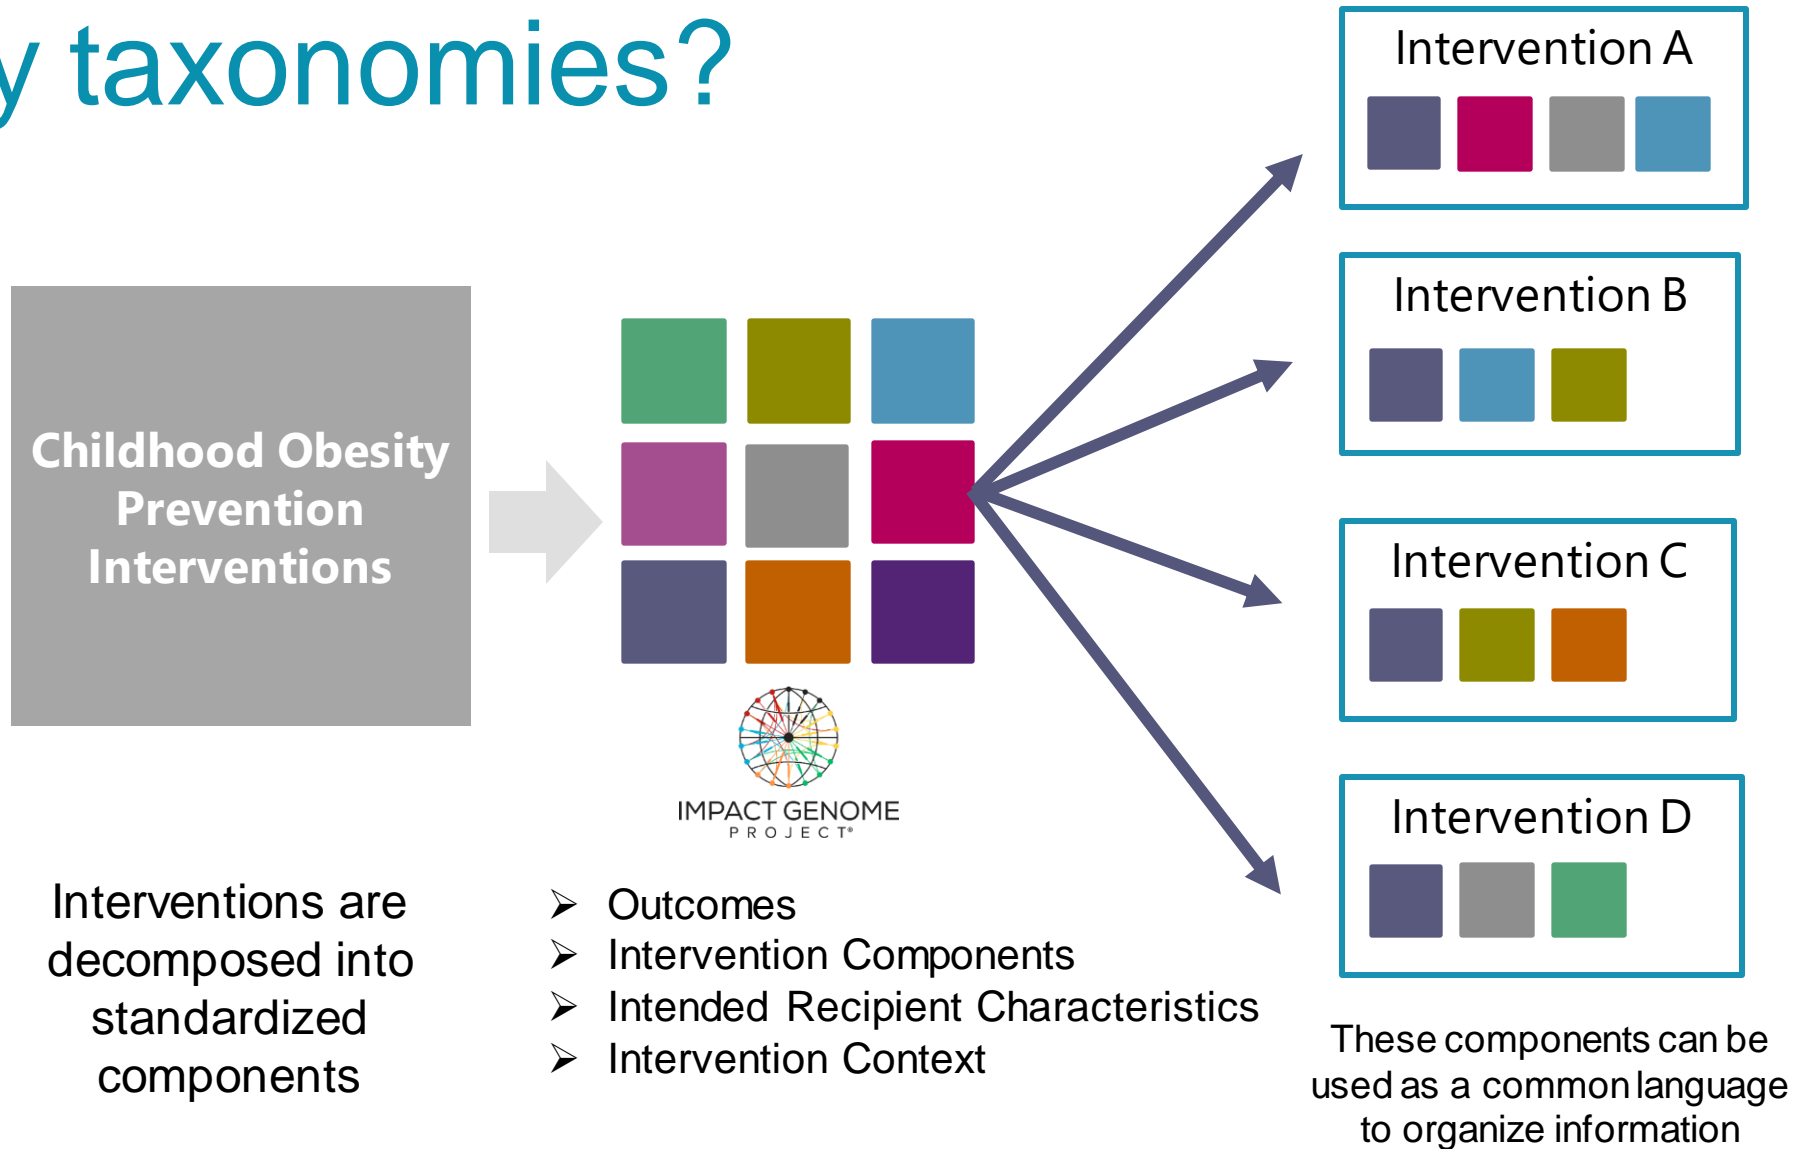 y taxonomies?
Childhood Obesity
Prevention
Interventions
IMPACT GENOME
PROJECT®
Interventions are
decomposed into
standardized
components
➢ Outcomes
➢ Intervention Components
➢ Intended Recipient Characteristics
➢ Intervention Context
Intervention A
Intervention B
Intervention C
Intervention D
These components can be
used as a common language
to organize information